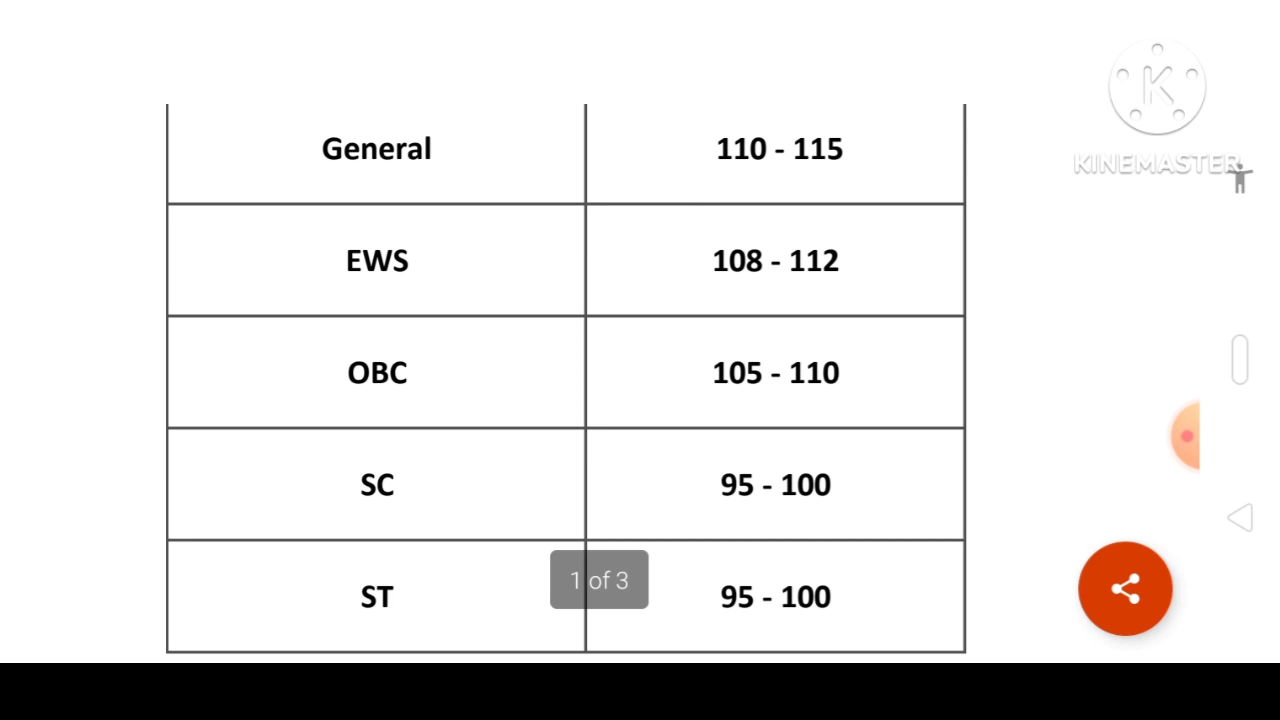 General 110 - 115
KINEMASTER
EWS 108 - 112
OBC 105 - 110
SC 95 - 100
ST 95 - 100
1 of 3